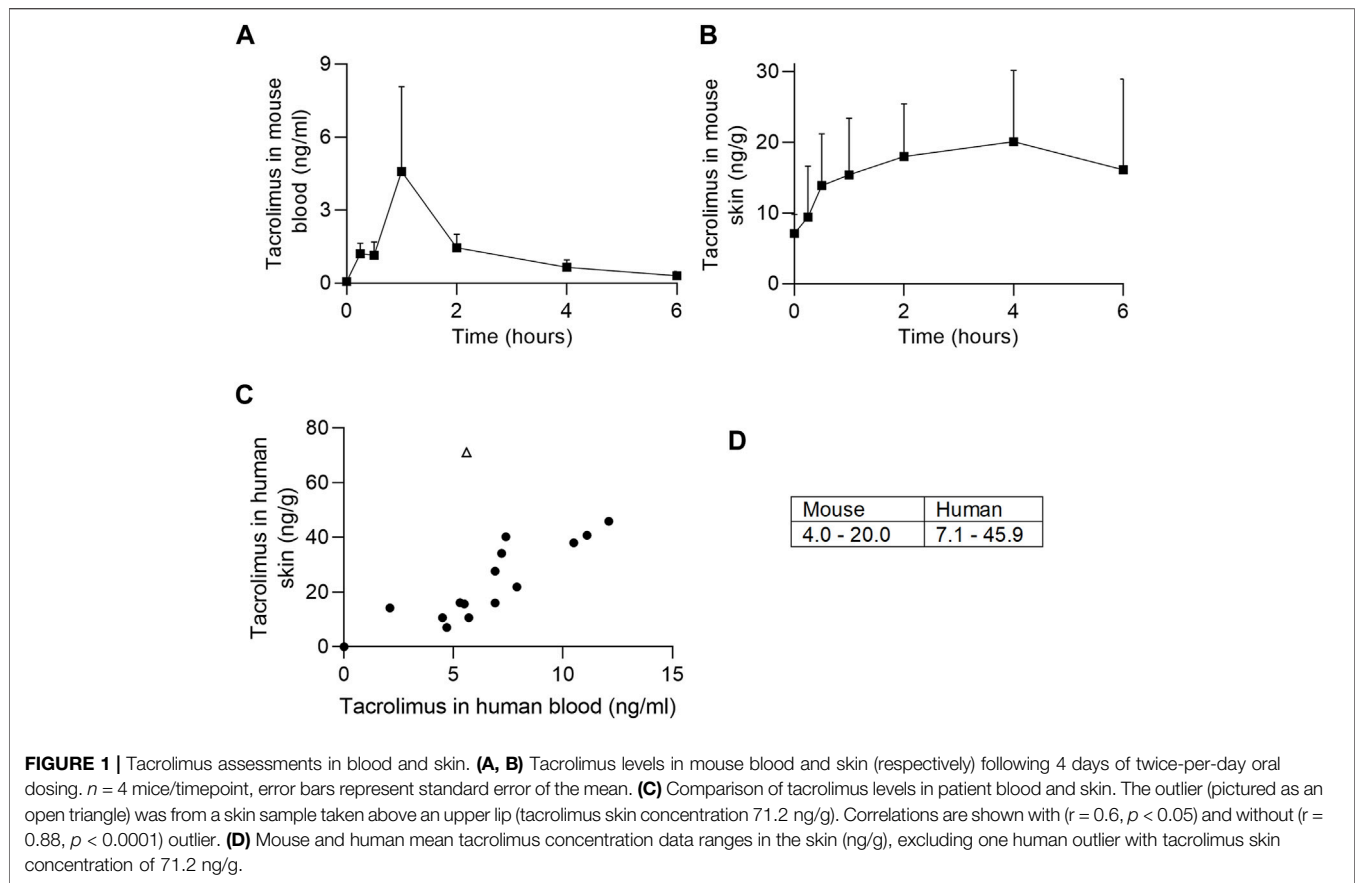 A
Tacrolimus in mouse
blood (ng/ml)
9
6
3
0
0 2 4 6
Time (hours)
B
Tacrolimus in mouse
skin (ng/g)
30
20
10
0
0 2 4 6
Time (hours)
C
Tacrolimus in human
skin (ng/g)
80
60
40
20
0
0 5 10 15
Tacrolimus in human blood (ng/ml)
D
Mouse Human
4.0 - 20.0 7.1 - 45.9
FIGURE 1 | Tacrolimus assessments in blood and skin. (A, B) Tacrolimus levels in mouse blood and skin (respectively) following 4 days of twice-per-day oral
dosing. n = 4 mice/timepoint, error bars represent standard error of the mean. (C) Comparison of tacrolimus levels in patient blood and skin. The outlier (pictured as an
open triangle) was from a skin sample taken above an upper lip (tacrolimus skin concentration 71.2 ng/g). Correlations are shown with (r = 0.6, p < 0.05) and without (r =
0.88, p < 0.0001) outlier. (D) Mouse and human mean tacrolimus concentration data ranges in the skin (ng/g), excluding one human outlier with tacrolimus skin
concentration of 71.2 ng/g.